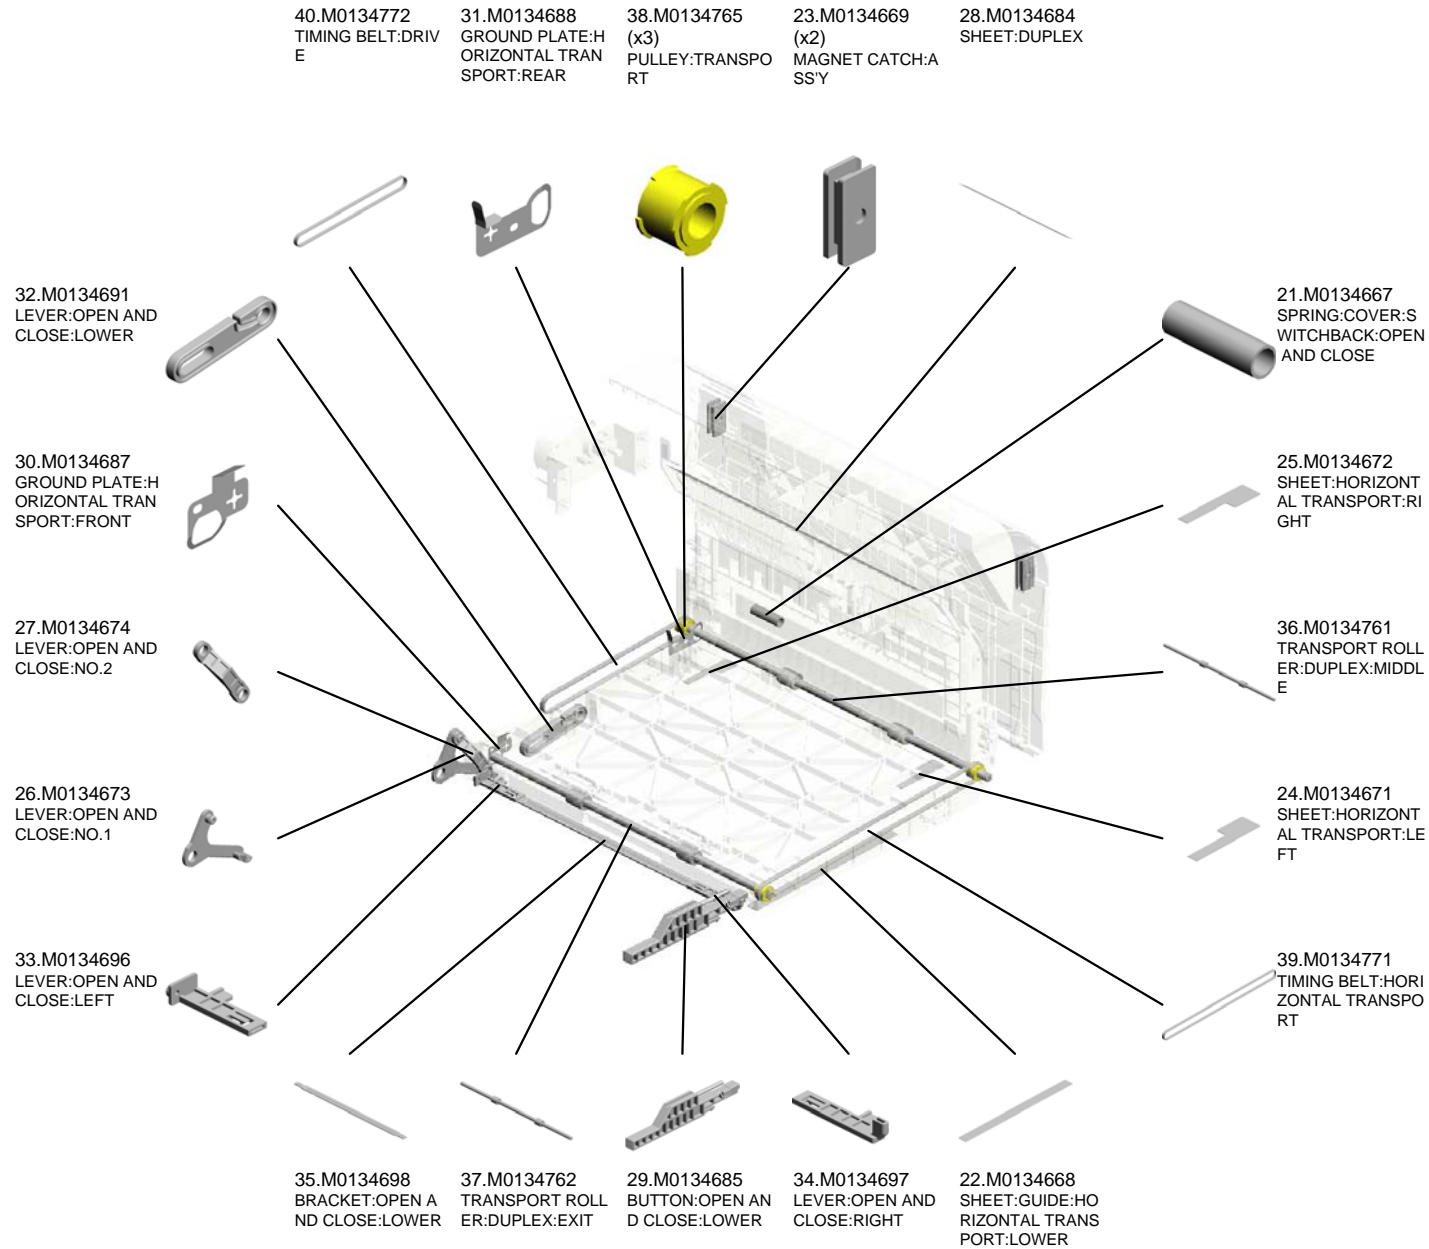 40.M0134772
TIMING BELT:DRIV
E
31.M0134688
GROUND PLATE:H
ORIZONTAL TRAN
SPORT:REAR
38.M0134765
(x3)
PULLEY:TRANSPO
RT
23.M0134669
(x2)
MAGNET CATCH:A
SS'Y
28.M0134684
SHEET:DUPLEX
32.M0134691
LEVER:OPEN AND
CLOSE:LOWER
21.M0134667
SPRING:COVER:S
WITCHBACK:OPEN
AND CLOSE
30.M0134687
GROUND PLATE:H
ORIZONTAL TRAN
SPORT:FRONT
25.M0134672
SHEET:HORIZONT
AL TRANSPORT:RI
GHT
27.M0134674
LEVER:OPEN AND
CLOSE:NO.2
36.M0134761
TRANSPORT ROLL
ER:DUPLEX:MIDDL
E
26.M0134673
LEVER:OPEN AND
CLOSE:NO.1
24.M0134671
SHEET:HORIZONT
AL TRANSPORT:LE
FT
33.M0134696
LEVER:OPEN AND
CLOSE:LEFT
39.M0134771
TIMING BELT:HORI
ZONTAL TRANSPO
RT
35.M0134698
BRACKET:OPEN A
ND CLOSE:LOWER
37.M0134762
TRANSPORT ROLL
ER:DUPLEX:EXIT
29.M0134685
BUTTON:OPEN AN
D CLOSE:LOWER
34.M0134697
LEVER:OPEN AND
CLOSE:RIGHT
22.M0134668
SHEET:GUIDE:HO
RIZONTAL TRANS
PORT:LOWER